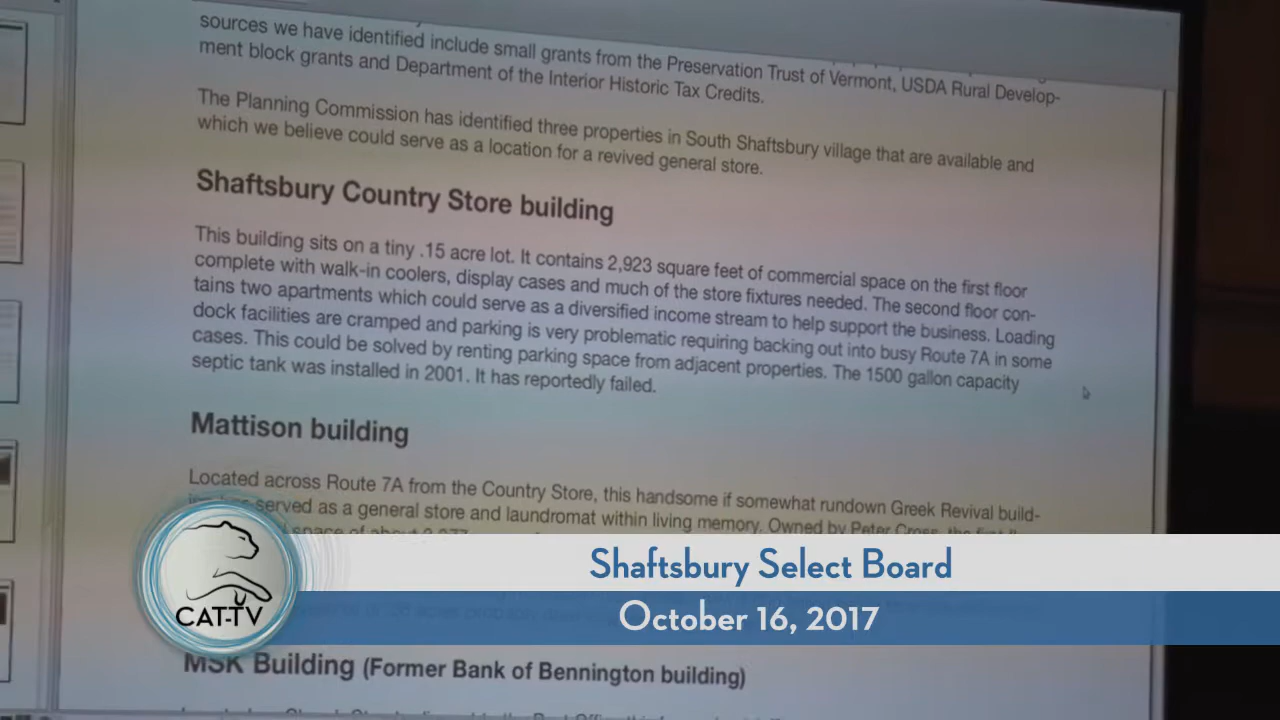 sources we have identified include small grants from the Preservation Trust of Vermont, USDA Rural Develop-
ment block grants and Department of the Interior Historic Tax Credits.
The Planning Commission has identified three properties in South Shaftsbury village that are available and
which we believe could serve as a location for a revived general store.
Shaftsbury Country Store building
This building sits on a tiny .15 acre lot. It contains 2,923 square feet of commercial space on the first floor
complete with walk-in coolers, display cases and much of the store fixtures needed. The second floor con-
tains two apartments which could serve as a diversified income stream to help support the business. Loading
dock facilities are cramped and parking is very problematic requiring backing out into busy Route 7A in some
cases. This could be solved by renting parking space from adjacent properties. The 1500 gallon capacity
septic tank was installed in 2001. It has reportedly failed.
Mattison building
Located across Route 7A from the Country Store, this handsome if somewhat rundown Greek Revival build-
served as a general store and laundromat within living memory. Owned by Peter Cross, the first
space of about
Shaftsbury Select Board
October 16, 2017
CAT-TV
MSK Building (Former Bank of Bennington building)